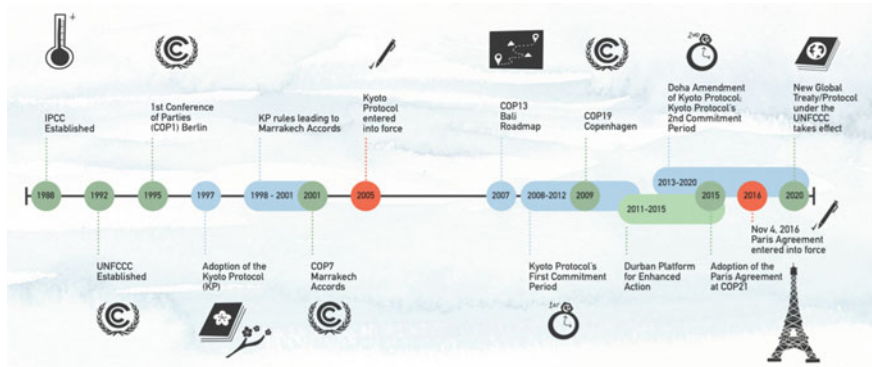 2nd
IPCC
Established
1st Conference
of Parties
(COP1) Berlin
KP rules leading to
Marrakech Accords
Kyoto
Protocol
entered
into force
COP13
Bali
Roadmap
COP19
Copenhagen
Doha Amendment
of Kyoto Protocol;
Kyoto Protocol's
2nd Commitment
Period
New Global
Treaty/Protocol
under the
UNFCCC
takes effect
2013-2020
1988
1992
1995
1997
1998 - 2001
2001
2005
2007
2008-2012
2009
2015
2016
2020
2011-2015
UNFCCC
Established
Adoption of the
Kyoto Protocol
(KP)
COP7
Marrakech
Accords
Kyoto Protocol's
First Commitment
Period
Durban Platform
for Enhanced
Action
Adoption of the
Paris Agreement
at COP21
Nov 4, 2016
Paris Agreement
entered into force
1st